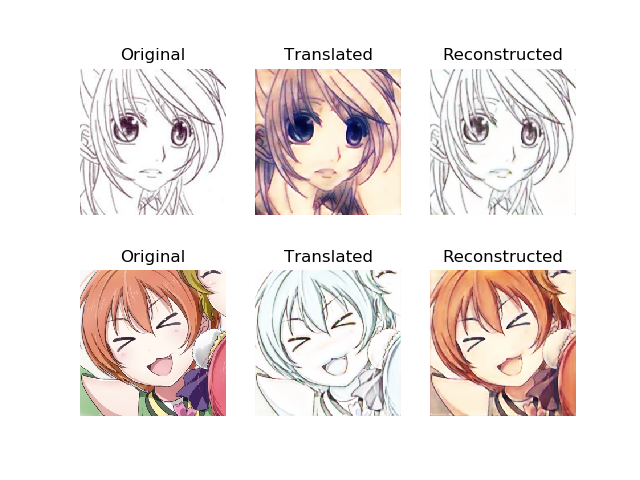 Original
Translated
Reconstructed
Original
Translated
Reconstructed